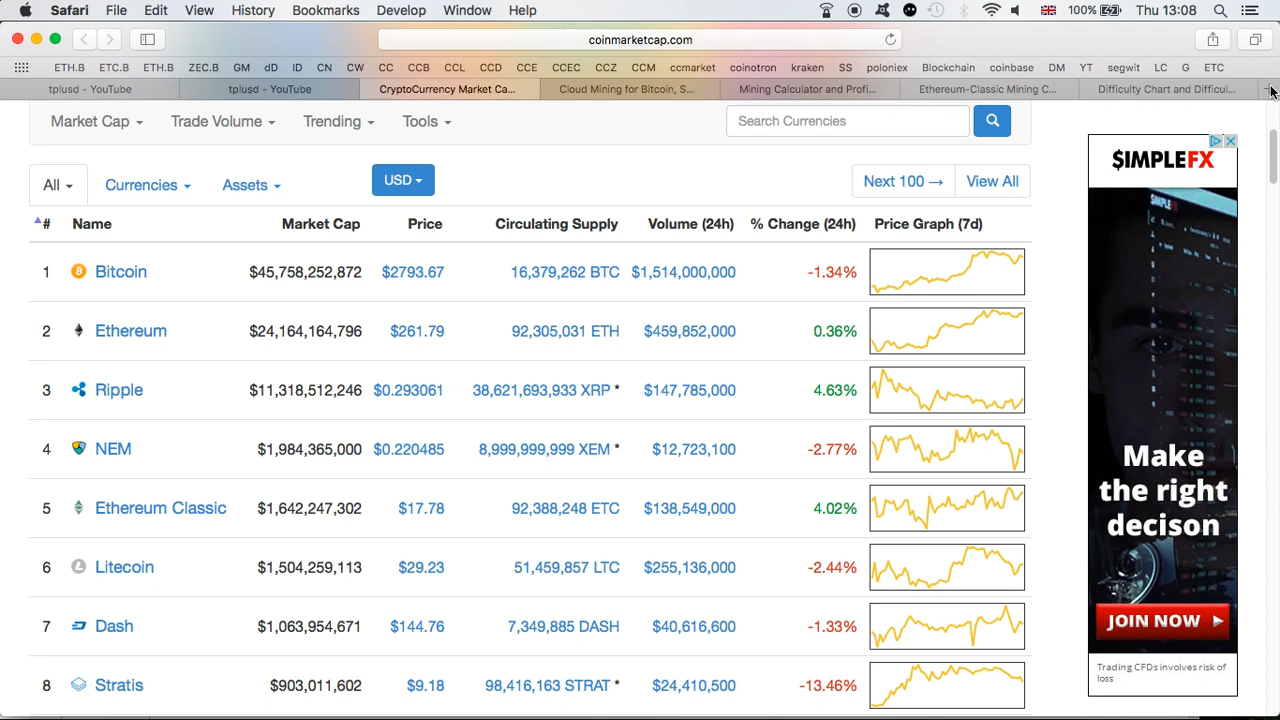 Safari File Edit View History Bookmarks Develop Window Help 100% Thu 13:08
coinmarketcap.com
ETH.B ETC.B ETH.B ZEC.B GM dD ID CN CW CC CCB CCL CCD CCE CCEC CCZ CCM ccmarket coinotron kraken SS poloniex Blockchain coinbase DM YT segwit LC G ETC
tplusd - YouTube tplusd - YouTube CryptoCurrency Market Ca... Cloud Mining for Bitcoin, S... Mining Calculator and Profi... Ethereum-Classic Mining C... Difficulty Chart and Difficul...
Market Cap Trade Volume Trending Tools Search Currencies
All Currencies Assets USD Next 100 → View All
# Name Market Cap Price Circulating Supply Volume (24h) % Change (24h) Price Graph (7d)
1 Bitcoin $45,758,252,872 $2793.67 16,379,262 BTC $1,514,000,000 -1.34%
2 Ethereum $24,164,164,796 $261.79 92,305,031 ETH $459,852,000 0.36%
3 Ripple $11,318,512,246 $0.293061 38,621,693,933 XRP * $147,785,000 4.63%
4 NEM $1,984,365,000 $0.220485 8,999,999,999 XEM * $12,723,100 -2.77%
5 Ethereum Classic $1,642,247,302 $17.78 92,388,248 ETC $138,549,000 4.02%
6 Litecoin $1,504,259,113 $29.23 51,459,857 LTC $255,136,000 -2.44%
7 Dash $1,063,954,671 $144.76 7,349,885 DASH $40,616,600 -1.33%
8 Stratis $903,011,602 $9.18 98,416,163 STRAT * $24,410,500 -13.46%
$IMPLEFX
$IMPLEFX
Make
the right
decison
JOIN NOW
Trading CFDs involves risk of
loss